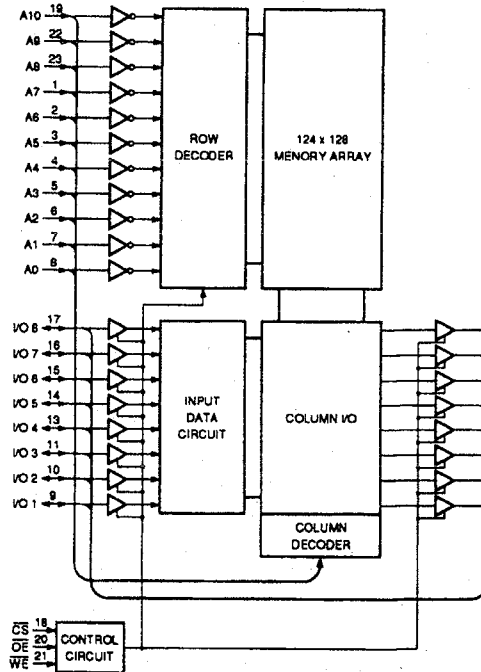 A10 19
A9 22
A8 23
A7 1
A6 2
A5 3
A4 4
A3 5
A2 6
A1 7
A0 8
ROW
DECODER
124 x 128
MENORY ARRAY
I/O 8 17
I/O 7 16
I/O 6 15
I/O 5 14
I/O 4 13
I/O 3 11
I/O 2 10
I/O 1 9
INPUT
DATA
CIRCUIT
COLUMN I/O
COLUMN
DECODER
CS 18
OE 20
WE 21
CONTROL
CIRCUIT